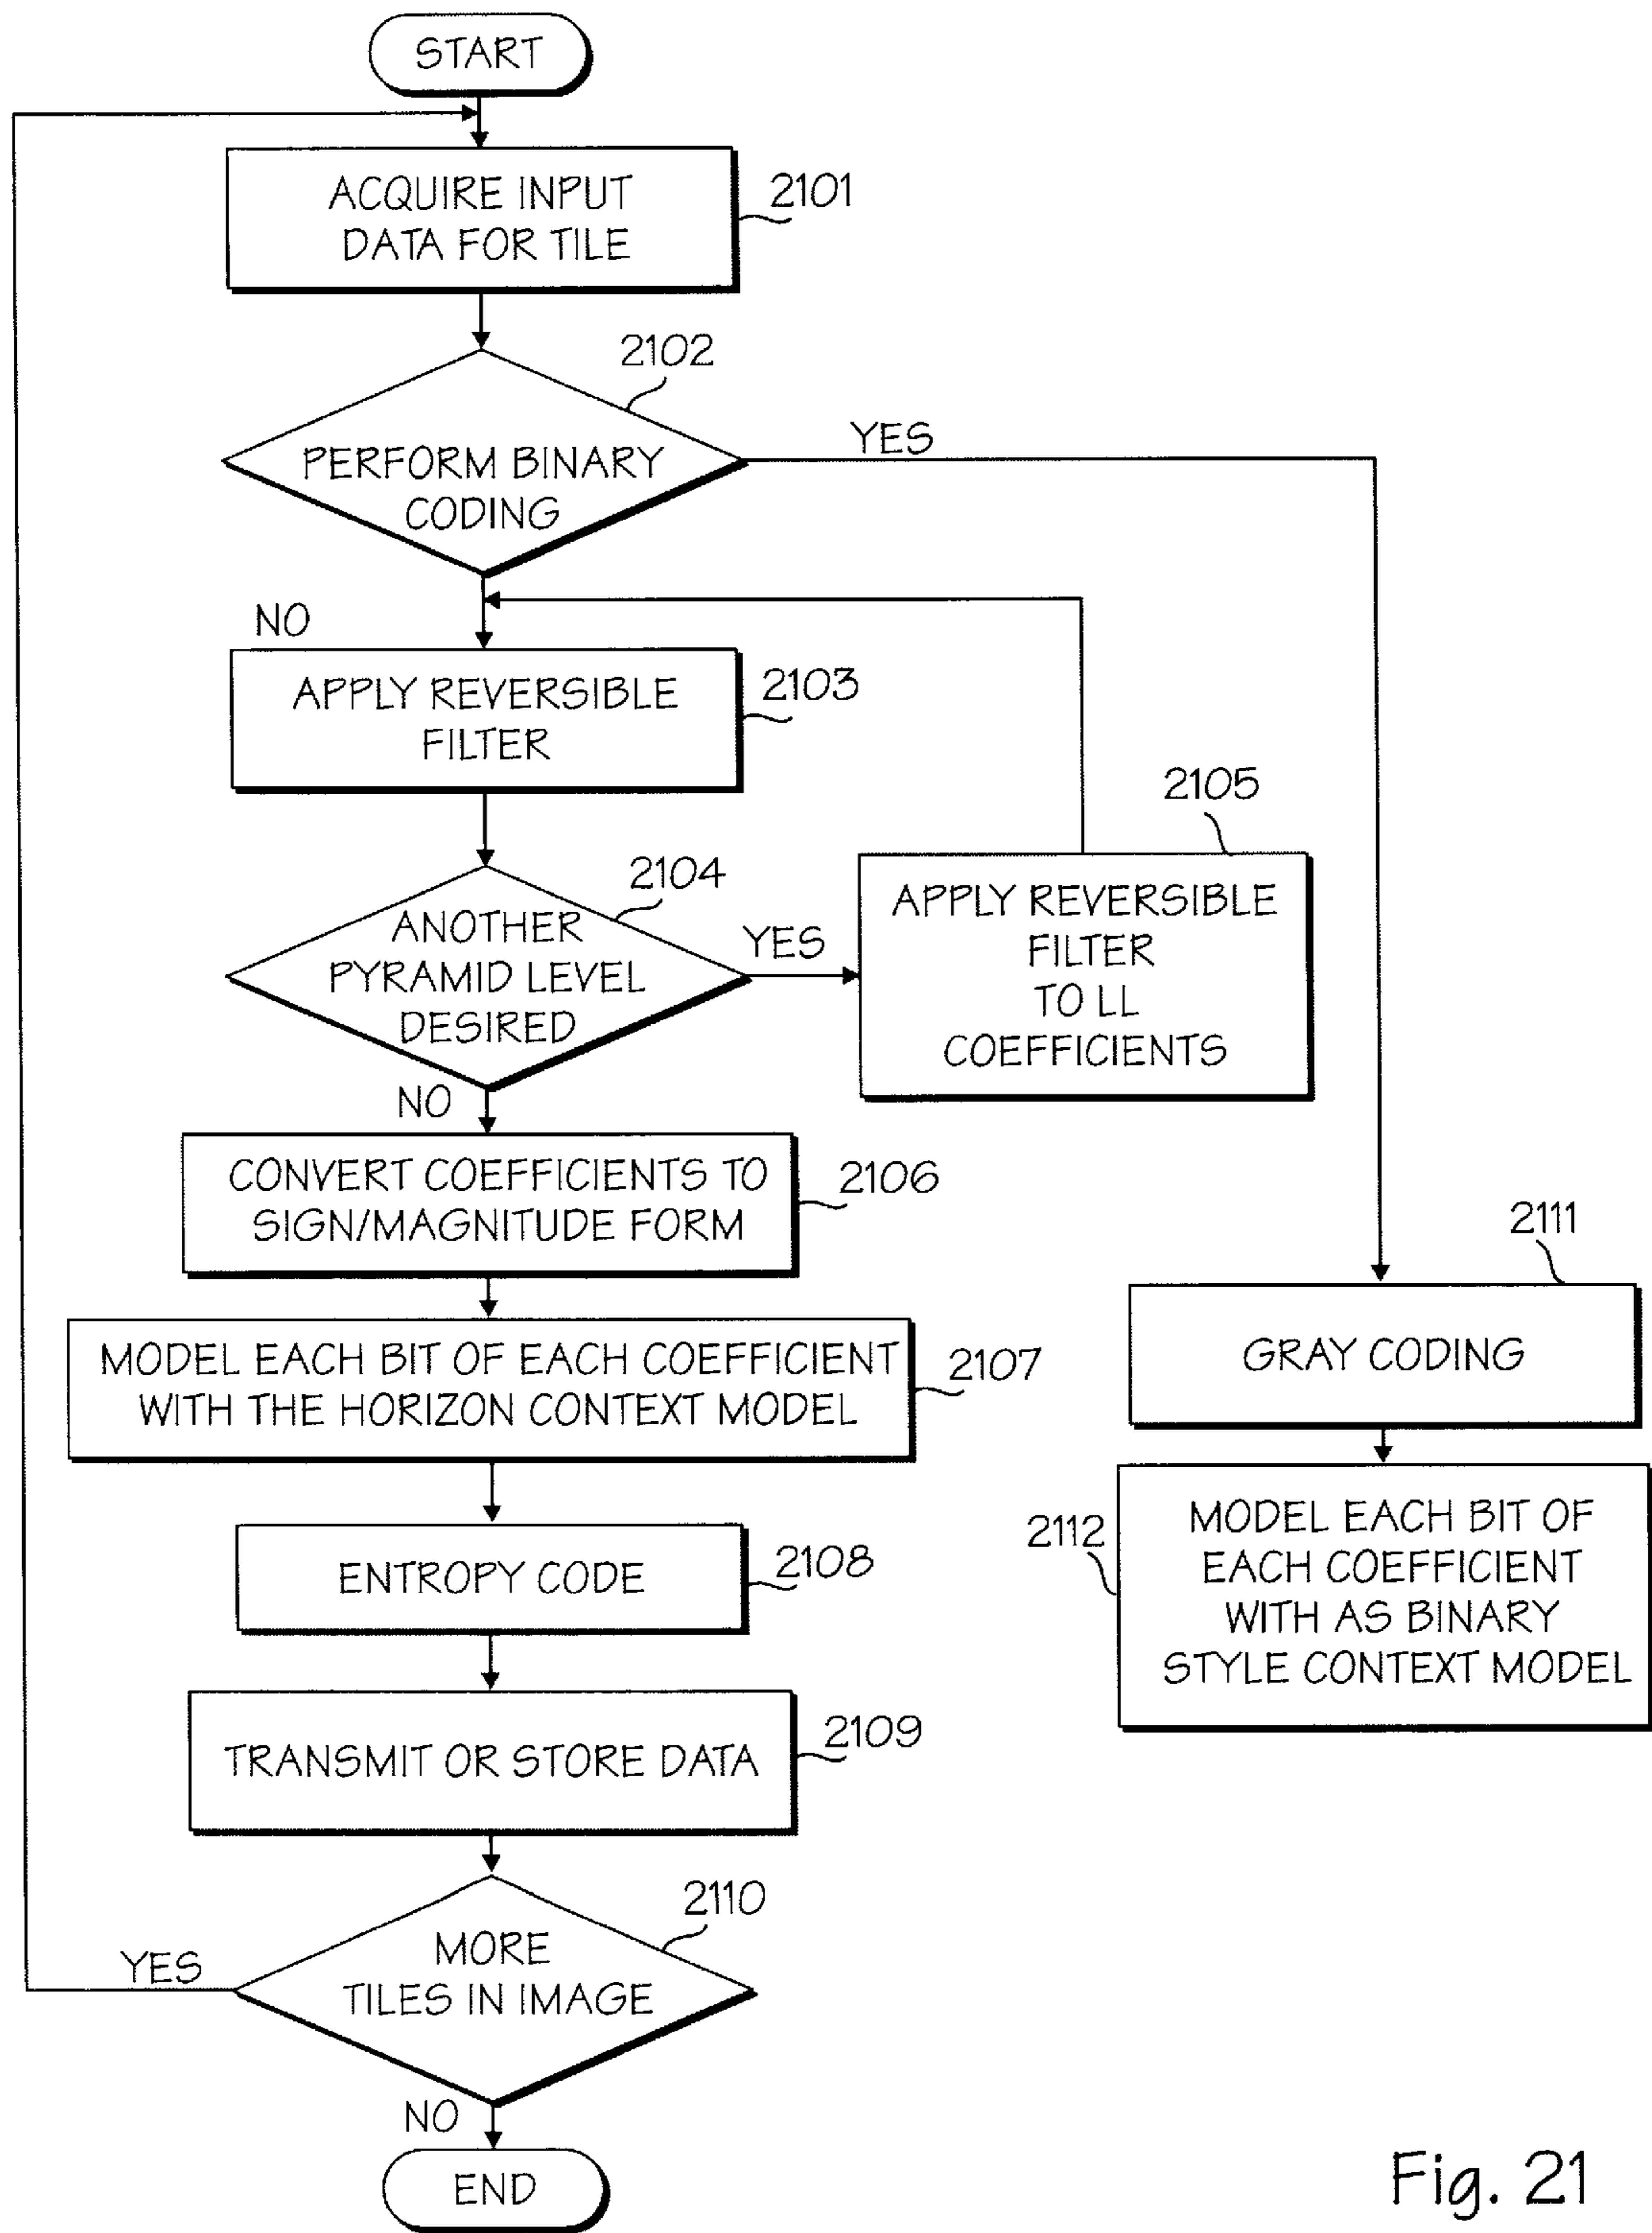 START
ACQUIRE INPUT
DATA FOR TILE
2101
2102
PERFORM BINARY
CODING
YES
NO
APPLY REVERSIBLE
FILTER
2103
2104
ANOTHER
PYRAMID LEVEL
DESIRED
YES
2105
APPLY REVERSIBLE
FILTER
TO LL
COEFFICIENTS
NO
CONVERT COEFFICIENTS TO
SIGN/MAGNITUDE FORM
2106
MODEL EACH BIT OF EACH COEFFICIENT
WITH THE HORIZON CONTEXT MODEL
2107
2111
GRAY CODING
ENTROPY CODE
2108
2112
MODEL EACH BIT OF
EACH COEFFICIENT
WITH AS BINARY
STYLE CONTEXT MODEL
TRANSMIT OR STORE DATA
2109
2110
MORE
TILES IN IMAGE
YES
NO
END
Fig. 21